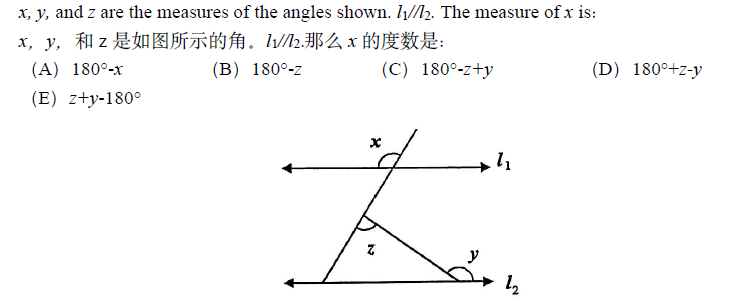 x, y, and z are the measures of the angles shown. l₁//l₂. The measure of x is:
x, y, 和 z 是如图所示的角。l₁//l₂.那么 x 的度数是:
(A) 180°-x (B) 180°-z (C) 180°-z+y (D) 180°+z-y
(E) z+y-180°
x
l₁
z
y
l₂